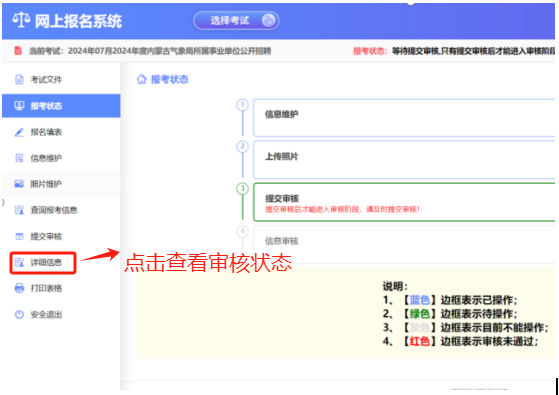 网上报名系统
选择考试
当前考试：2024年07月2024年度内蒙古气象局所属事业单位公开招聘
报考状态：等待提交审核,只有提交审核后才能进入审核阶段
考试文件
报考状态
报考状态
报名填表
信息维护
照片维护
查询报考信息
提交审核
详细信息
打印表格
安全退出
1
信息维护
2
上传照片
3
提交审核
提交审核后才能进入审核阶段，请及时提交审核！
4
信息审核
点击查看审核状态
说明：
1、【蓝色】边框表示已操作；
2、【绿色】边框表示待操作；
3、【灰色】边框表示目前不能操作；
4、【红色】边框表示审核未通过；